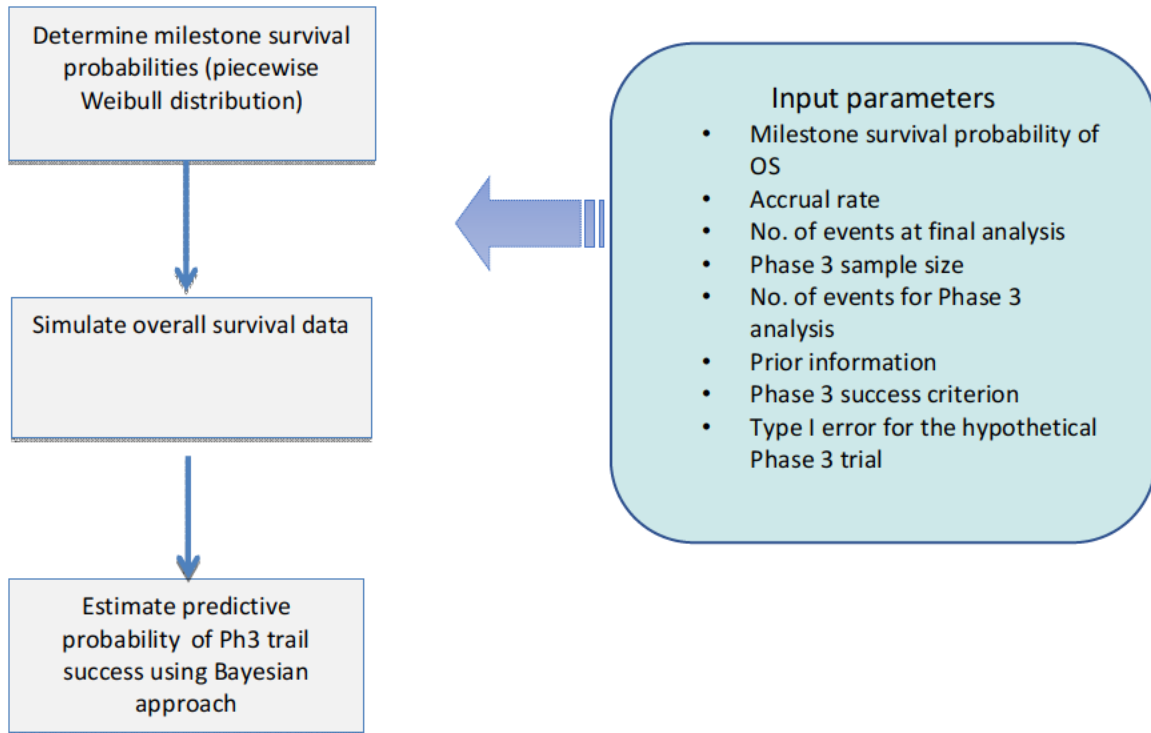 Determine milestone survival
probabilities (piecewise
Weibull distribution)
Simulate overall survival data
Estimate predictive
probability of Ph3 trail
success using Bayesian
approach
Input parameters
• Milestone survival probability of
OS
• Accrual rate
• No. of events at final analysis
• Phase 3 sample size
• No. of events for Phase 3
analysis
• Prior information
• Phase 3 success criterion
• Type I error for the hypothetical
Phase 3 trial